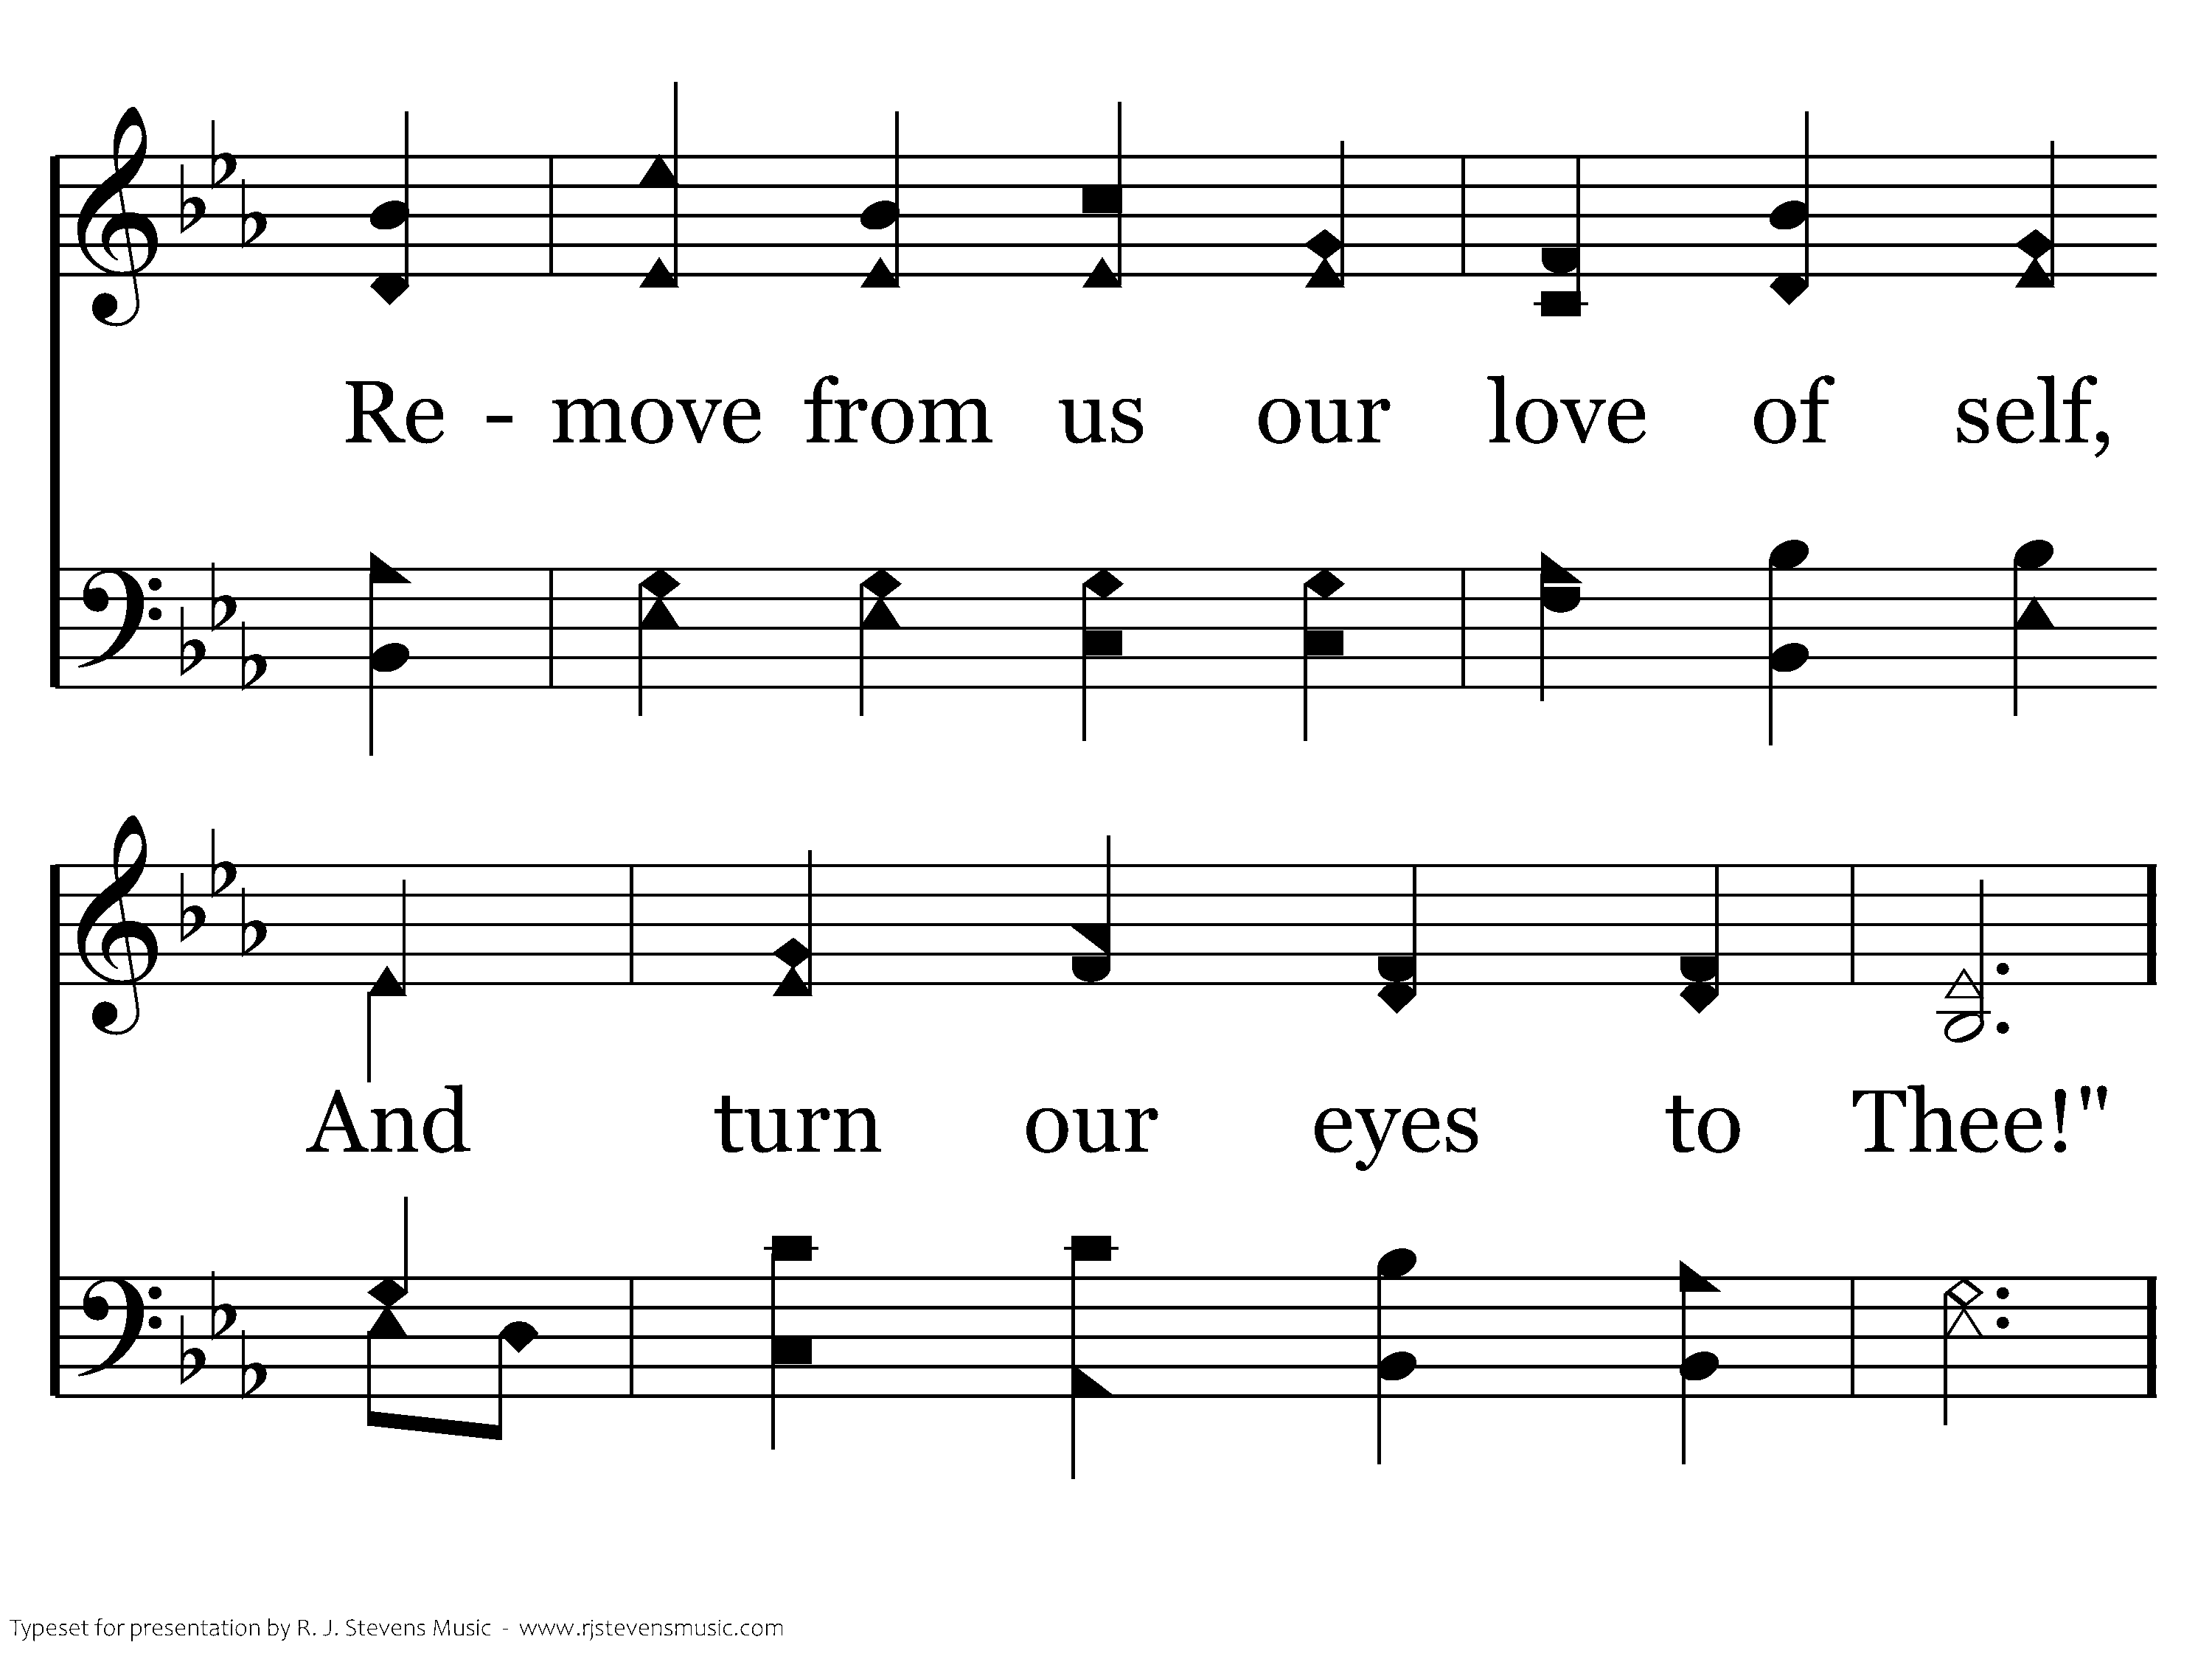 Re - move from us our love of self,
And turn our eyes to Thee!"
Typeset for presentation by R. J. Stevens Music - www.rjstevensmusic.com